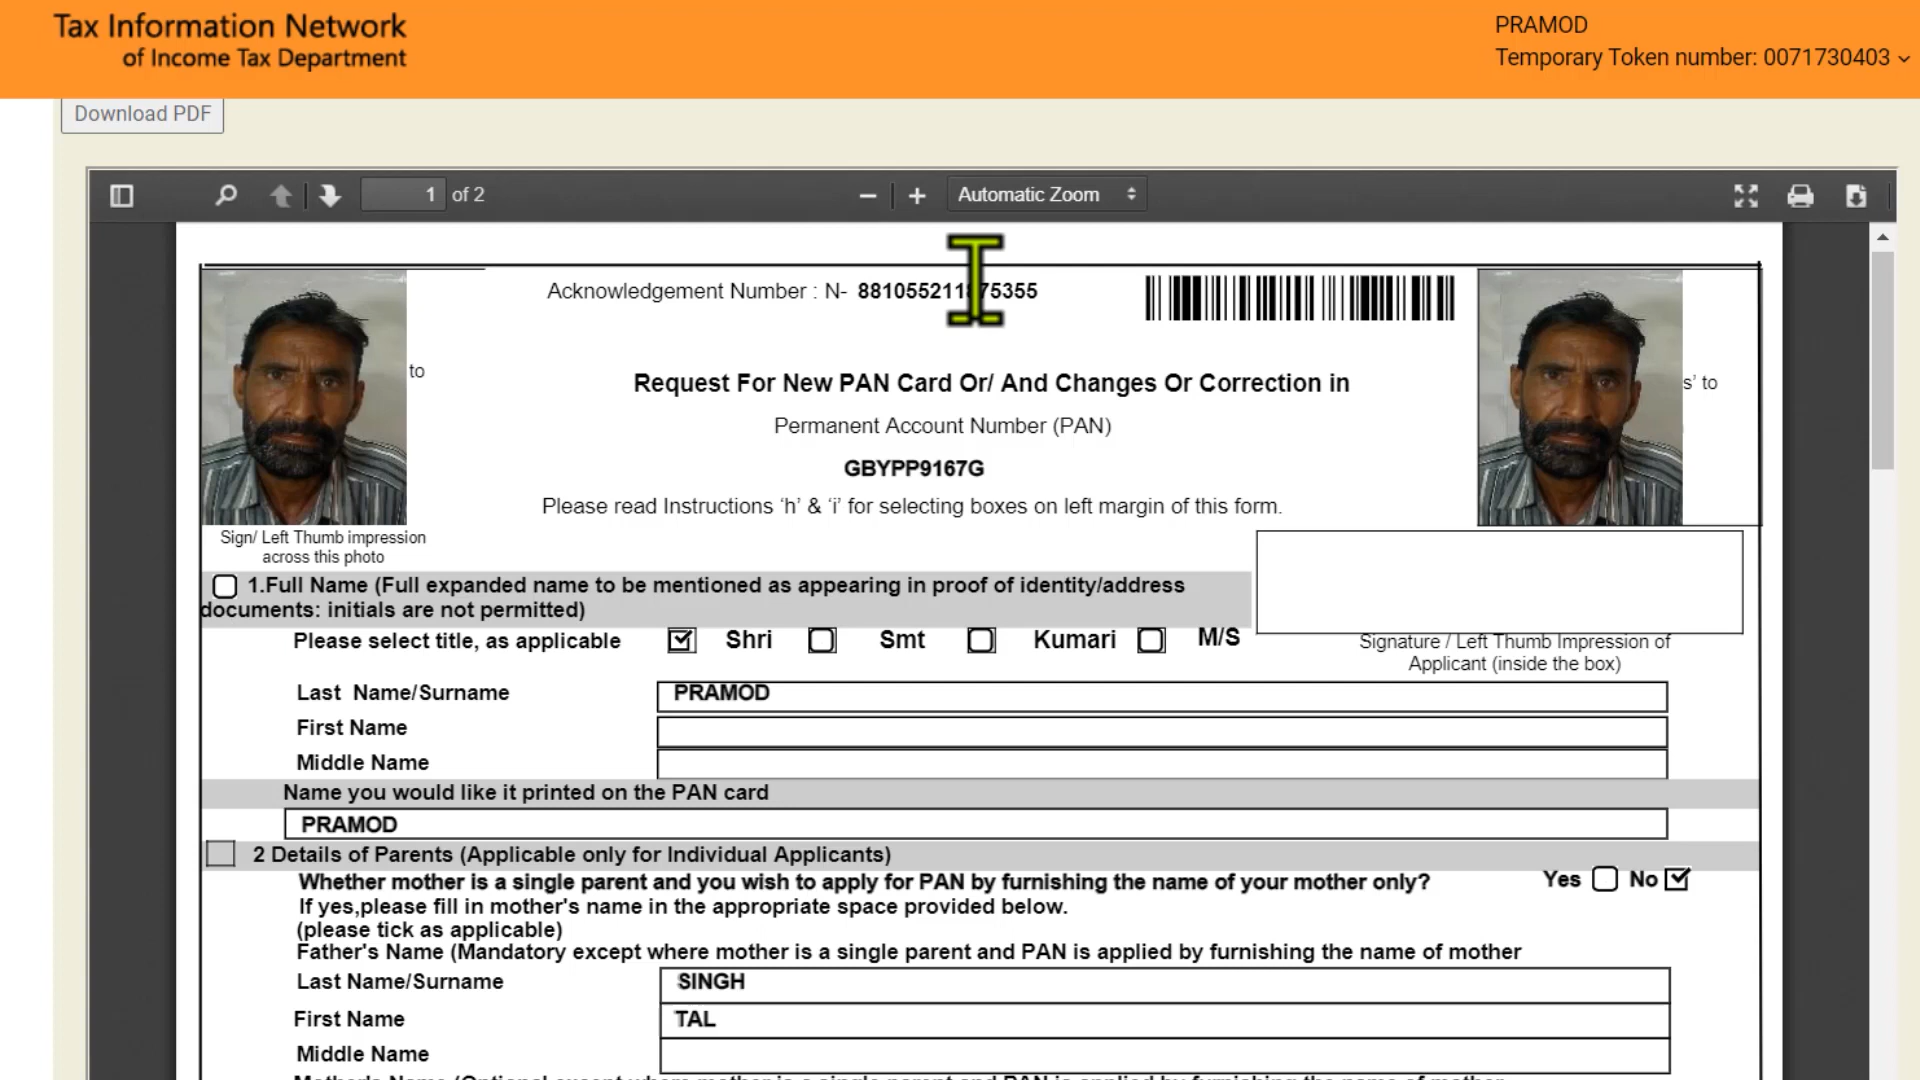 Tax Information Network
of Income Tax Department
PRAMOD
Temporary Token number: 0071730403
Download PDF
1 of 2
Automatic Zoom
Acknowledgement Number : N-
to
s' to
Request For New PAN Card Or/ And Changes Or Correction in
Permanent Account Number (PAN)
GBYPP9167G
Please read Instructions ‘h’ & ‘i’ for selecting boxes on left margin of this form.
Sign/ Left Thumb impression
across this photo
1.Full Name (Full expanded name to be mentioned as appearing in proof of identity/address
documents: initials are not permitted)
Please select title, as applicable Shri Smt Kumari M/S
Signature / Left Thumb Impression of
Applicant (inside the box)
Last Name/Surname PRAMOD
First Name
Middle Name
Name you would like it printed on the PAN card
PRAMOD
2 Details of Parents (Applicable only for Individual Applicants)
Whether mother is a single parent and you wish to apply for PAN by furnishing the name of your mother only? Yes No
If yes,please fill in mother's name in the appropriate space provided below.
(please tick as applicable)
Father's Name (Mandatory except where mother is a single parent and PAN is applied by furnishing the name of mother
Last Name/Surname SINGH
First Name TAL
Middle Name